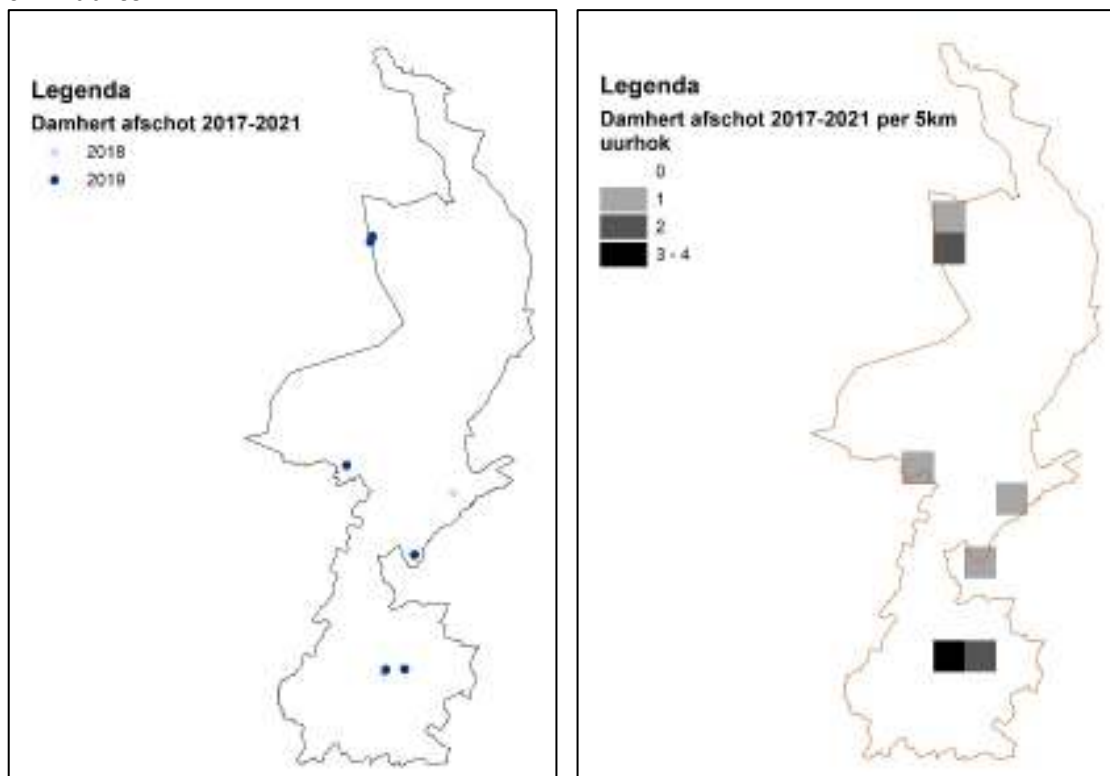 Legenda
Damhert afschot 2017-2021
2018
2019
Legenda
Damhert afschot 2017-2021 per 5km
uurhok
0
1
2
3 - 4